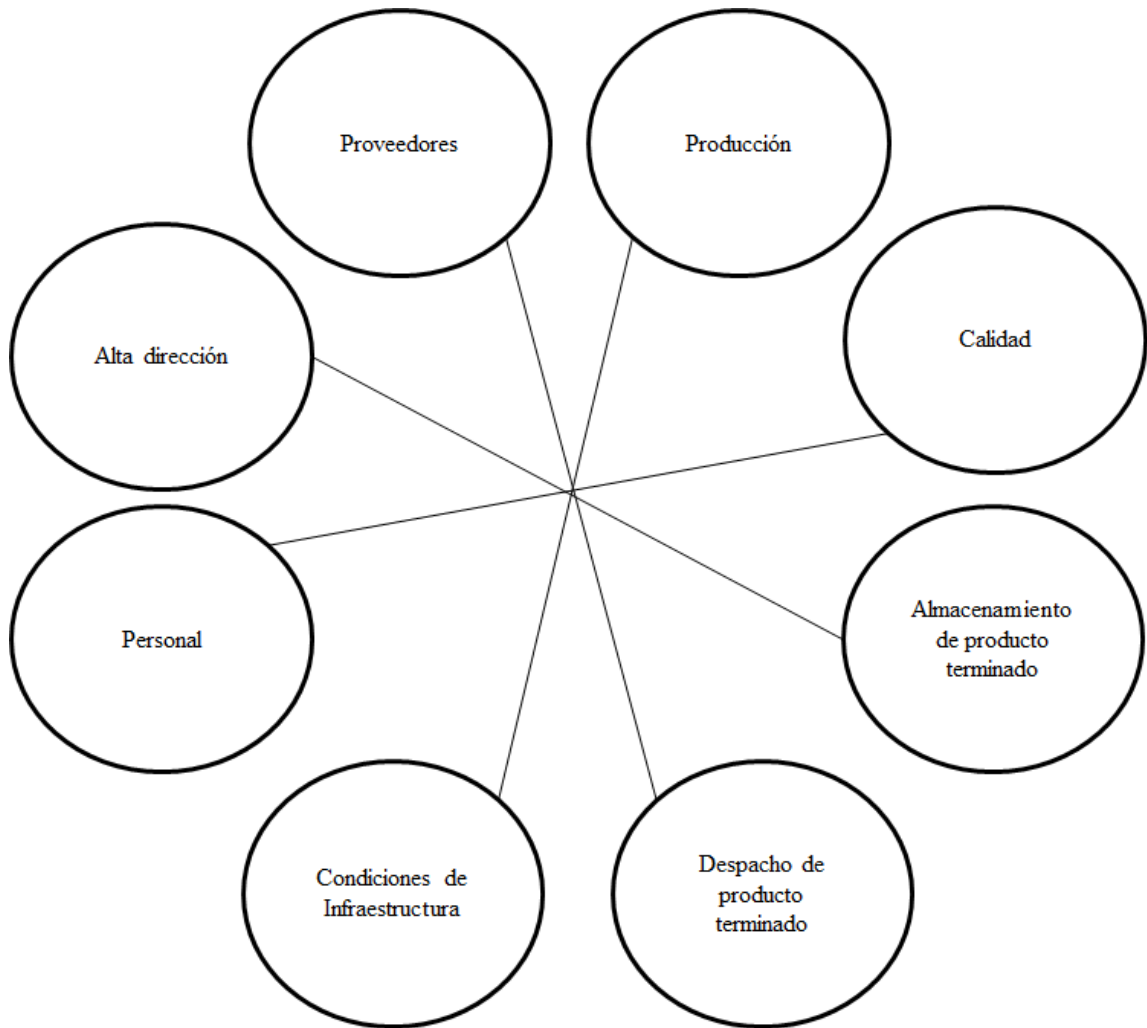 Proveedores
Producción
Calidad
Alta dirección
Almacenamiento
de producto
terminado
Personal
Condiciones de
Infraestructura
Despacho de
producto
terminado